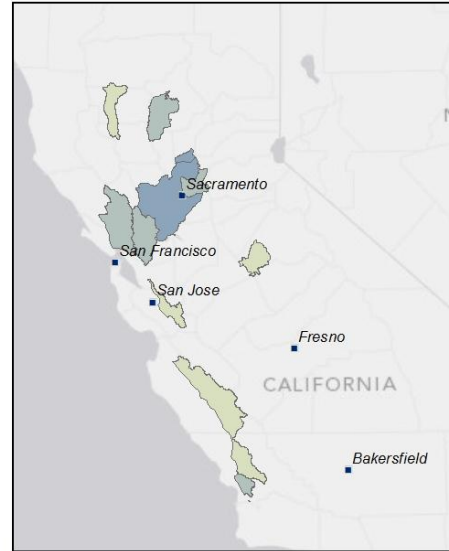 N
Sacramento
San Francisco
San Jose
Fresno
CALIFORNIA
Bakersfield